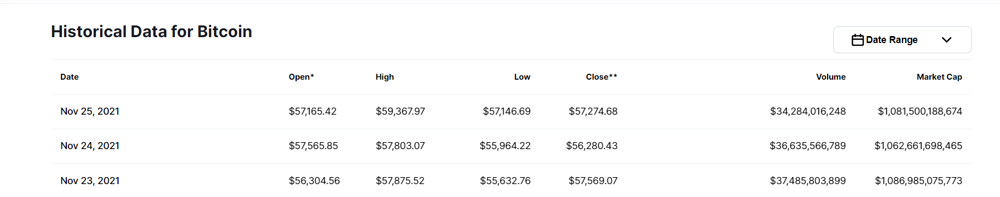 Historical Data for Bitcoin
Date Range
Date Open* High Low Close** Volume Market Cap
Nov 25, 2021 $57,165.42 $59,367.97 $57,146.69 $57,274.68 $34,284,016,248 $1,081,500,188,674
Nov 24, 2021 $57,565.85 $57,803.07 $55,964.22 $56,280.43 $36,635,566,789 $1,062,661,698,465
Nov 23, 2021 $56,304.56 $57,875.52 $55,632.76 $57,569.07 $37,485,803,899 $1,086,985,075,773